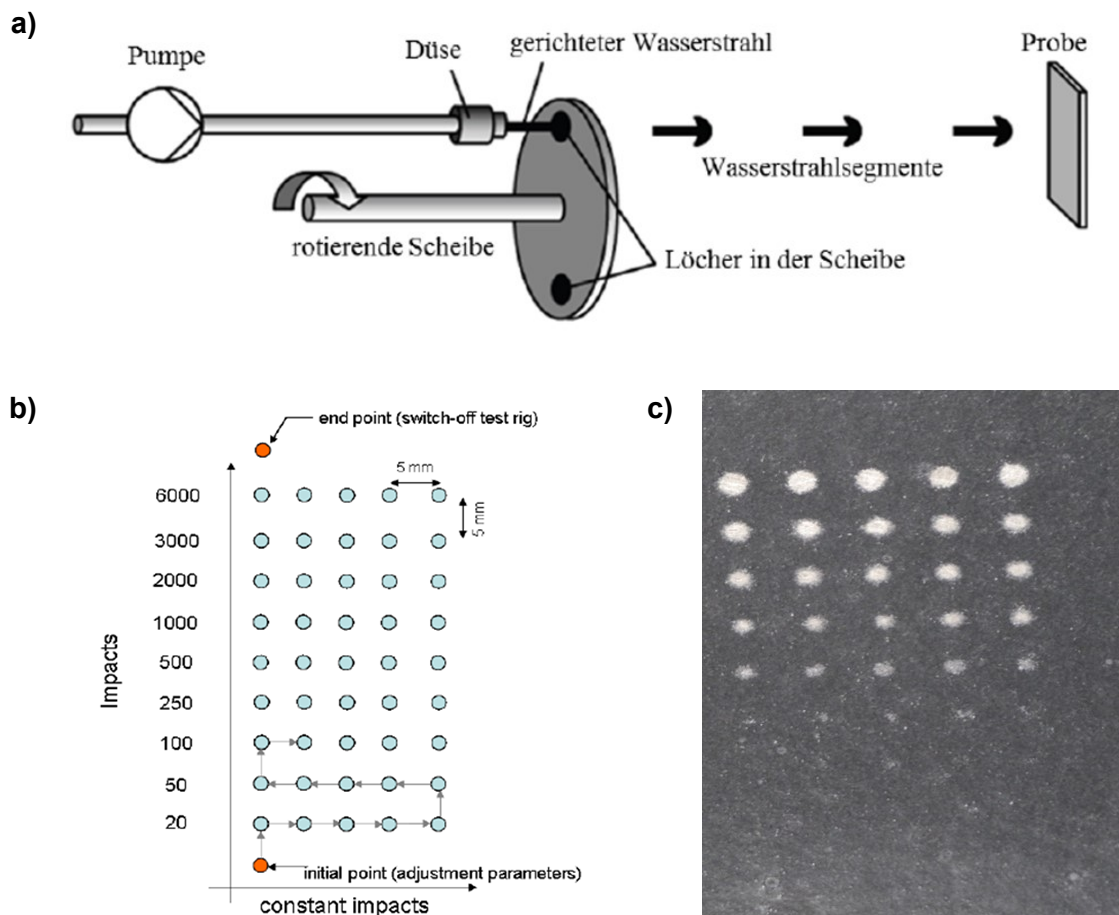 a)
Pumpe
Düse
gerichteter Wasserstrahl
Probe
Wasserstrahlsegmente
rotierende Scheibe
Löcher in der Scheibe
b)
end point (switch-off test rig)
5 mm
5 mm
6000
3000
2000
1000
500
250
100
50
20
Impacts
initial point (adjustment parameters)
constant impacts
c)